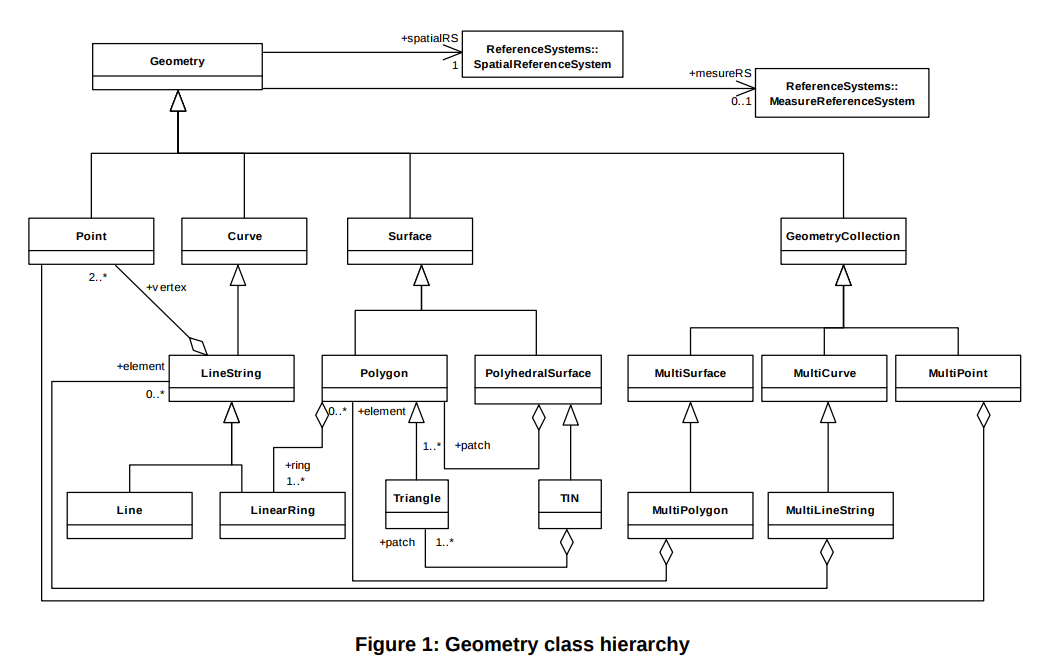 +spatialRS
1
ReferenceSystems::
SpatialReferenceSystem
Geometry
+mesureRS
0..1
ReferenceSystems::
MeasureReferenceSystem
Point
Curve
Surface
GeometryCollection
2..*
+vertex
+element
0..*
LineString
Polygon
PolyhedralSurface
MultiSurface
MultiCurve
MultiPoint
0..*
+element
1..*
+patch
+ring
1..*
Line
LinearRing
Triangle
TIN
MultiPolygon
MultiLineString
+patch
1..*
Figure 1: Geometry class hierarchy